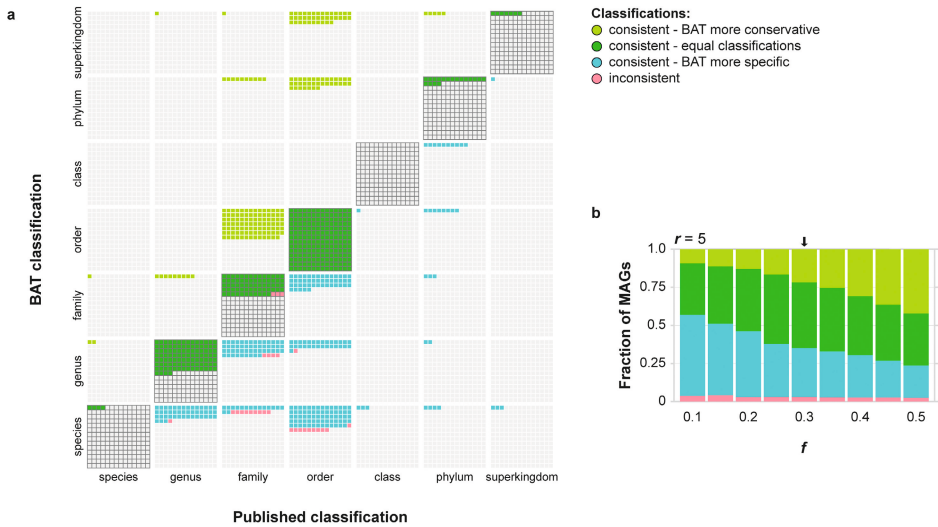 a
BAT classification
superkingdom
phylum
class
order
family
genus
species
species genus family order class phylum superkingdom
Published classification
Classifications:
consistent - BAT more conservative
consistent - equal classifications
consistent - BAT more specific
inconsistent
b
r = 5
Fraction of MAGs
1.0
0.75
0.5
0.25
0
0.1 0.2 0.3 0.4 0.5
f